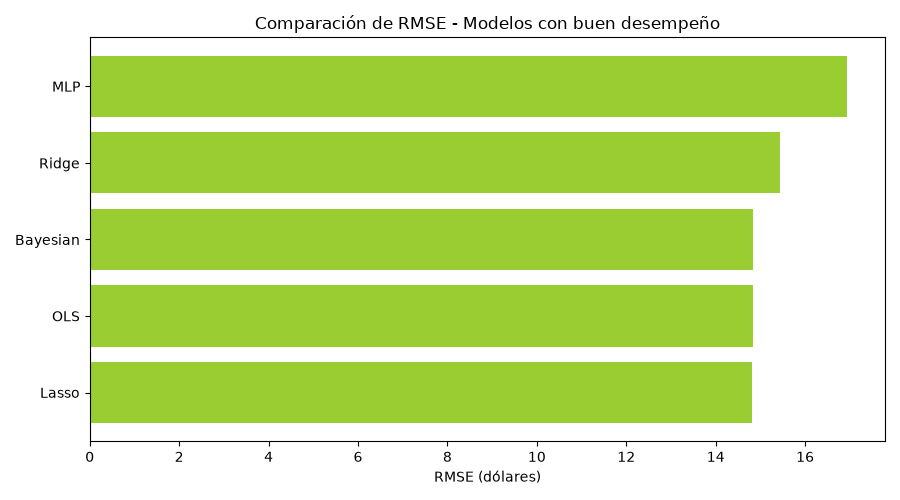 Comparación de RMSE - Modelos con buen desempeño
MLP
Ridge
Bayesian
OLS
Lasso
0 2 4 6 8 10 12 14 16
RMSE (dólares)